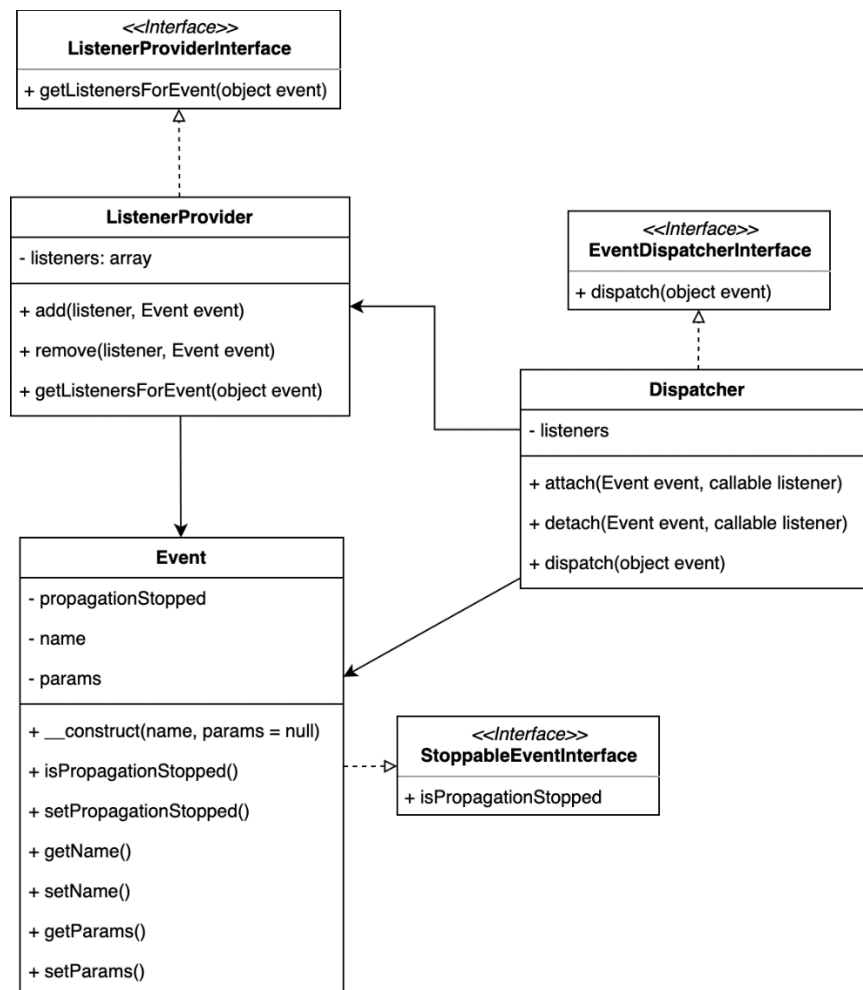 <<Interface>>
ListenerProviderInterface
+ getListenersForEvent(object event)
ListenerProvider
- listeners: array
+ add(listener, Event event)
+ remove(listener, Event event)
+ getListenersForEvent(object event)
<<Interface>>
EventDispatcherInterface
+ dispatch(object event)
Dispatcher
- listeners
+ attach(Event event, callable listener)
+ detach(Event event, callable listener)
+ dispatch(object event)
Event
- propagationStopped
- name
- params
+ __construct(name, params = null)
+ isPropagationStopped()
+ setPropagationStopped()
+ getName()
+ setName()
+ getParams()
+ setParams()
<<Interface>>
StoppableEventInterface
+ isPropagationStopped